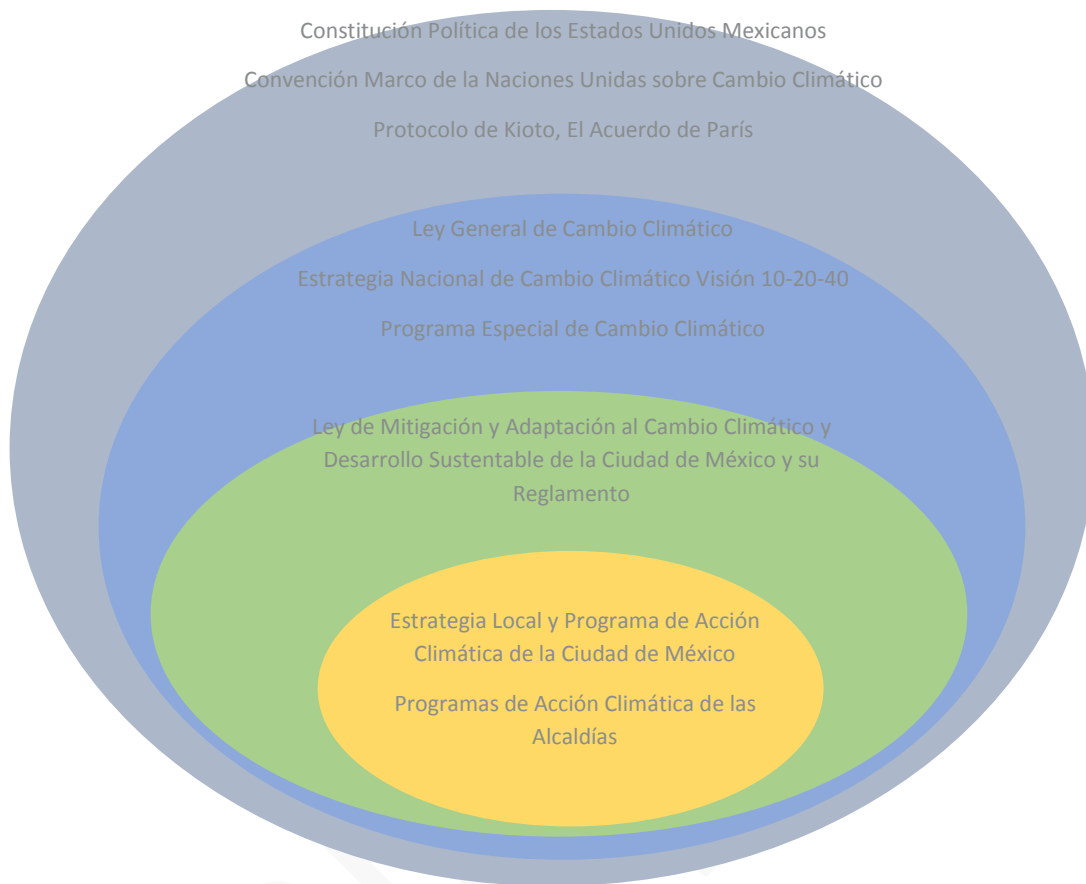 Constitución Política de los Estados Unidos Mexicanos
Convención Marco de la Naciones Unidas sobre Cambio Climático
Protocolo de Kioto, El Acuerdo de París
Ley General de Cambio Climático
Estrategia Nacional de Cambio Climático Visión 10-20-40
Programa Especial de Cambio Climático
Ley de Mitigación y Adaptación al Cambio Climático y
Desarrollo Sustentable de la Ciudad de México y su
Reglamento
Estrategia Local y Programa de Acción
Climática de la Ciudad de México
Programas de Acción Climática de las
Alcaldías